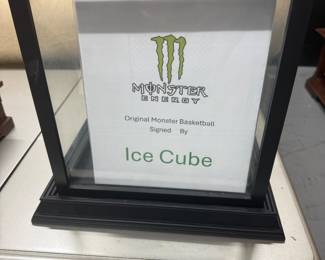 MONSTER
ENERGY
Original Monster Basketball
Signed By
Ice Cube